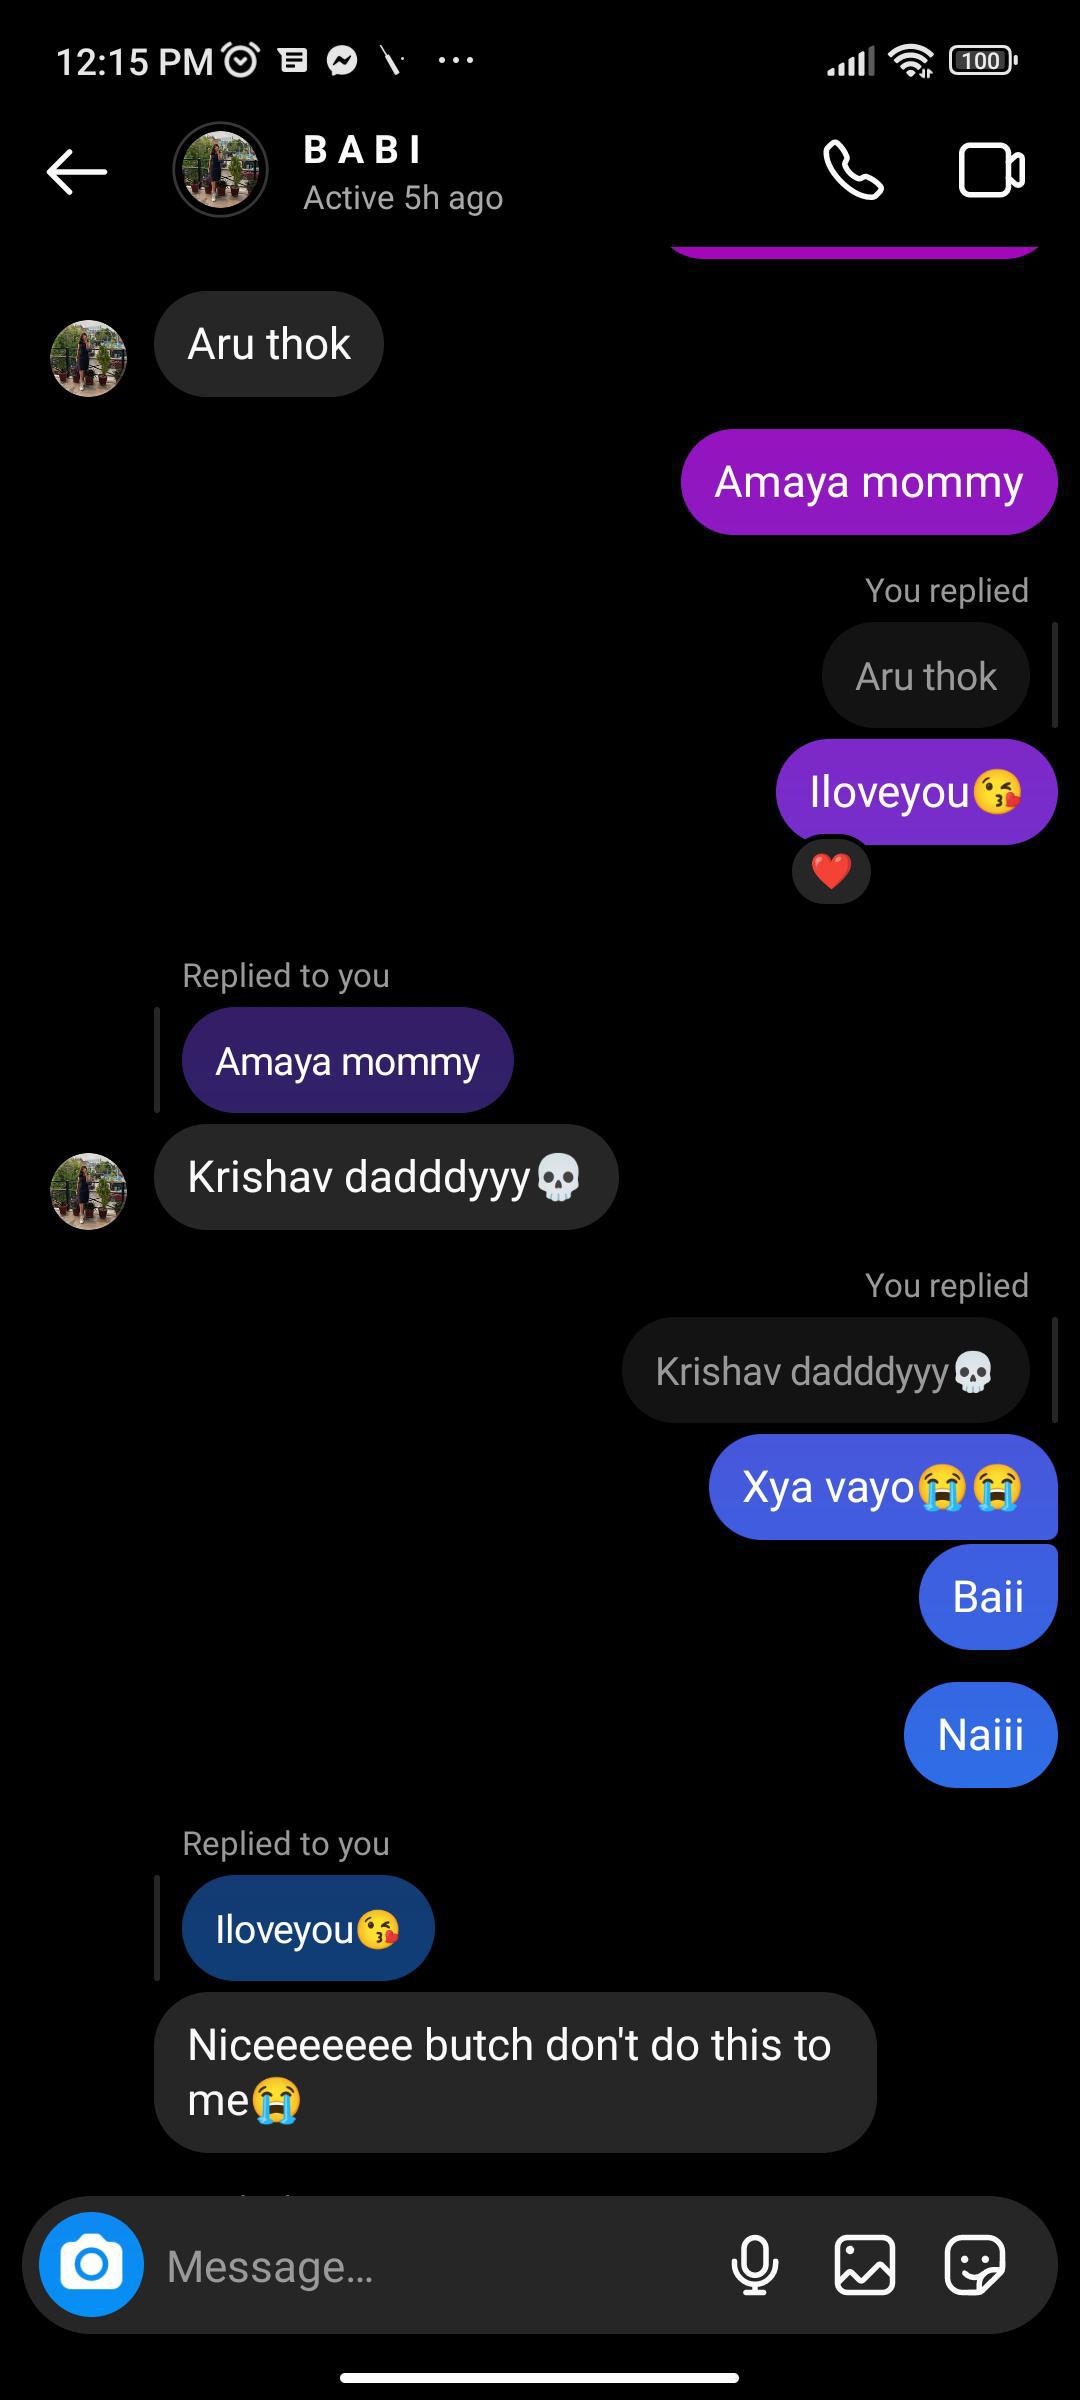 12:15 PM
100
B A B I
Active 5h ago
Aru thok
Amaya mommy
You replied
Aru thok
Iloveyou😘
❤️
Replied to you
Amaya mommy
Krishav dadddyyy💀
You replied
Krishav dadddyyy💀
Xya vayo😭😭
Baii
Naiii
Replied to you
Iloveyou😘
Niceeeeeee butch don't do this to
me😭
Message...